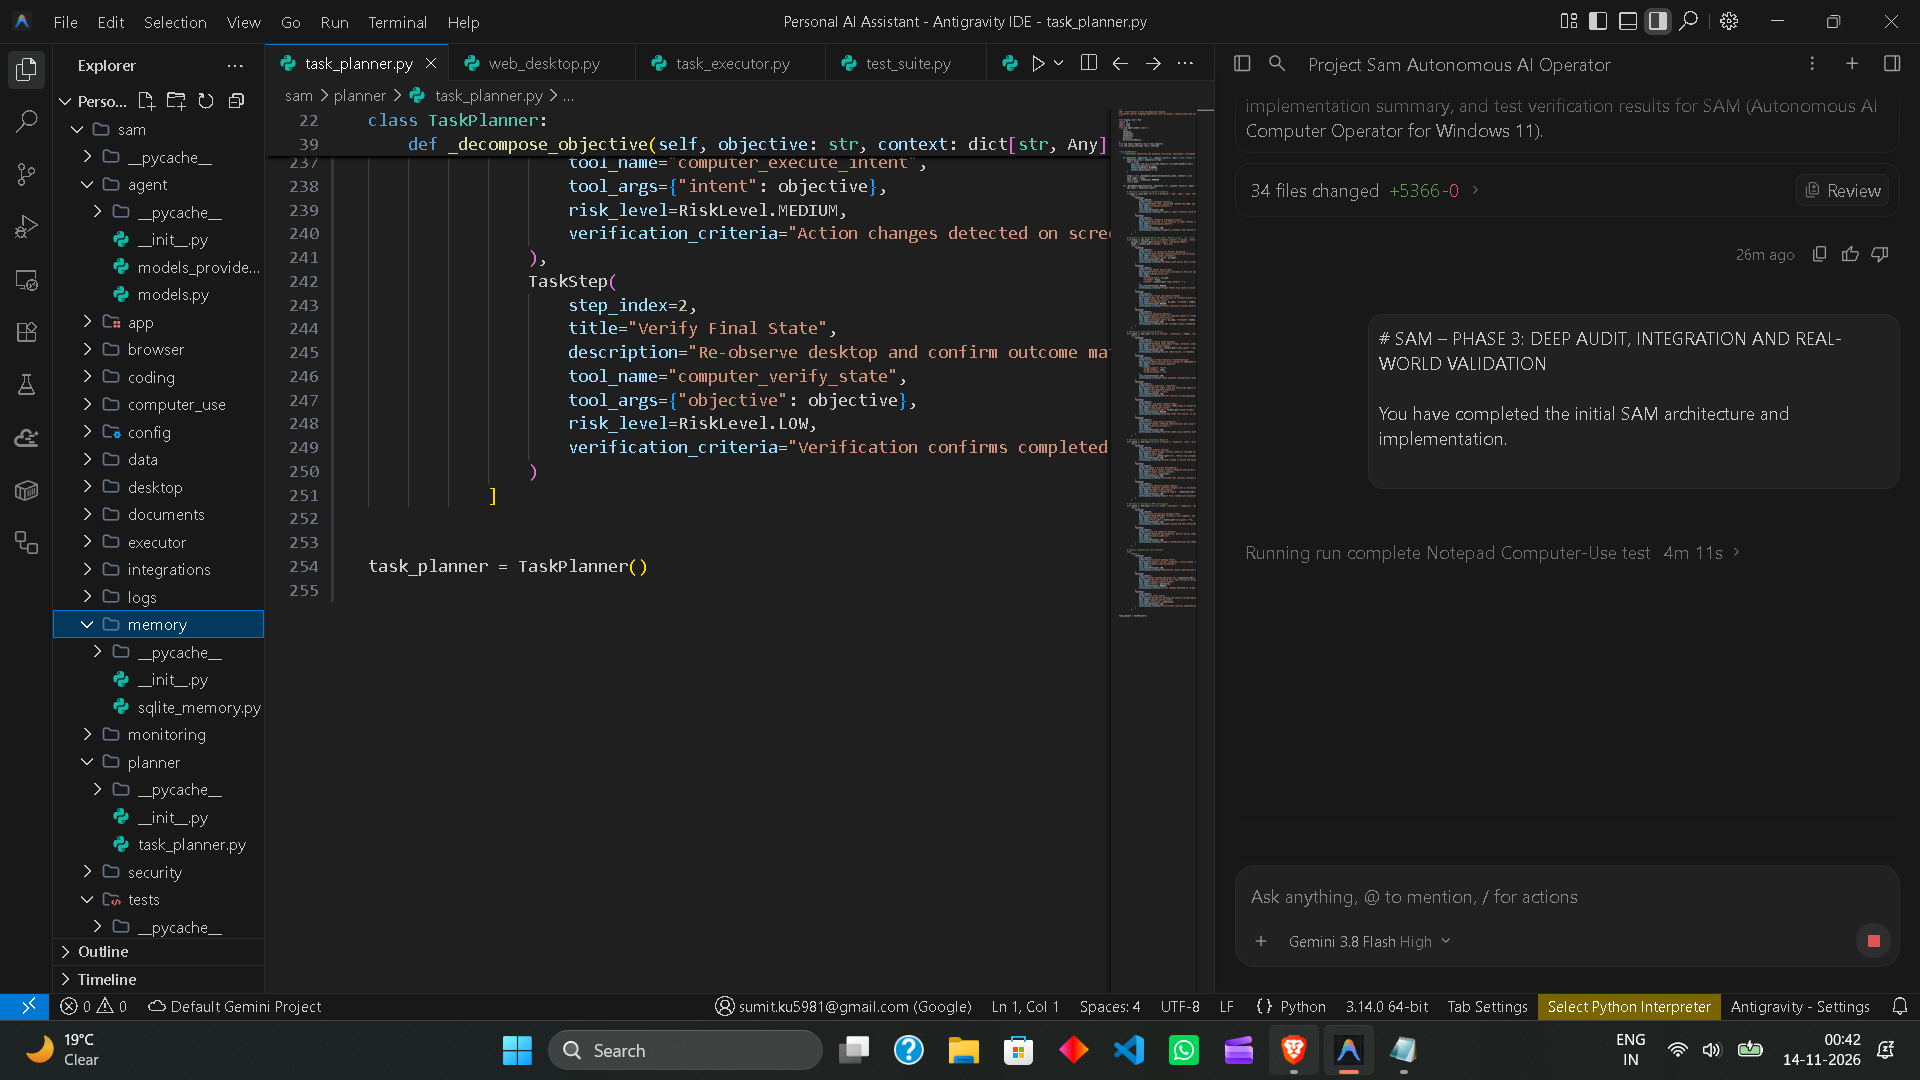 File Edit Selection View Go Run Terminal Help
Personal AI Assistant - Antigravity IDE - task_planner.py
Explorer
Perso...
sam
__pycache__
agent
__pycache__
__init__.py
models_provide...
models.py
app
browser
coding
computer_use
config
data
desktop
documents
executor
integrations
logs
memory
__pycache__
__init__.py
sqlite_memory.py
monitoring
planner
__pycache__
__init__.py
task_planner.py
security
tests
__pycache__
Outline
Timeline
task_planner.py web_desktop.py task_executor.py test_suite.py
sam > planner > task_planner.py > ...
22 class TaskPlanner:
39 def _decompose_objective(self, objective: str, context: dict[str, Any]
237 tool_name="computer_execute_intent",
238 tool_args={"intent": objective},
239 risk_level=RiskLevel.MEDIUM,
240 verification_criteria="Action changes detected on scre
241 ),
242 TaskStep(
243 step_index=2,
244 title="Verify Final State",
245 description="Re-observe desktop and confirm outcome ma
246 tool_name="computer_verify_state",
247 tool_args={"objective": objective},
248 risk_level=RiskLevel.LOW,
249 verification_criteria="Verification confirms completed
250 )
251 ]
252
253
254 task_planner = TaskPlanner()
255
Project Sam Autonomous AI Operator
implementation summary, and test verification results for SAM (Autonomous AI
Computer Operator for Windows 11).
34 files changed +5366 -0 >
Review
26m ago
# SAM – PHASE 3: DEEP AUDIT, INTEGRATION AND REAL-
WORLD VALIDATION
You have completed the initial SAM architecture and
implementation.
Running run complete Notepad Computer-Use test 4m 11s >
Ask anything, @ to mention, / for actions
Gemini 3.8 Flash High
0 0 Default Gemini Project
sumit.ku5981@gmail.com (Google) Ln 1, Col 1 Spaces: 4 UTF-8 LF {} Python 3.14.0 64-bit Tab Settings Select Python Interpreter Antigravity - Settings
19°C
Clear
Search
ENG
IN
00:42
14-11-2026